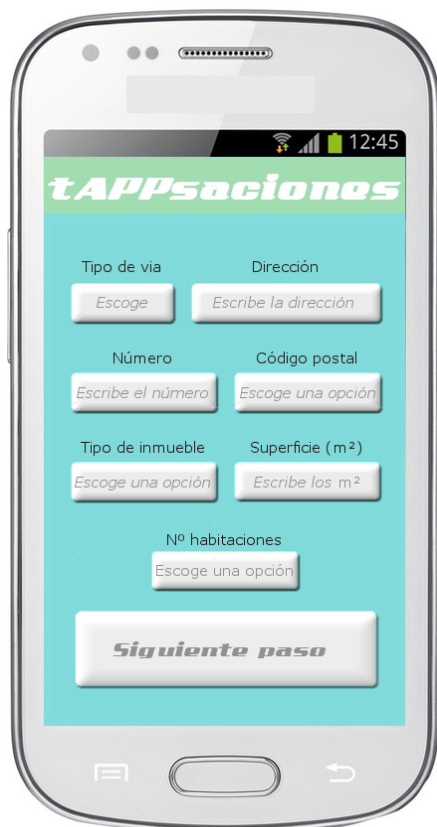 12:45
tAPPsaciones
Tipo de via Dirección
Escoge Escribe la dirección
Número Código postal
Escribe el número Escoge una opción
Tipo de inmueble Superficie (m²)
Escoge una opción Escribe los m²
Nº habitaciones
Escoge una opción
Siguiente paso